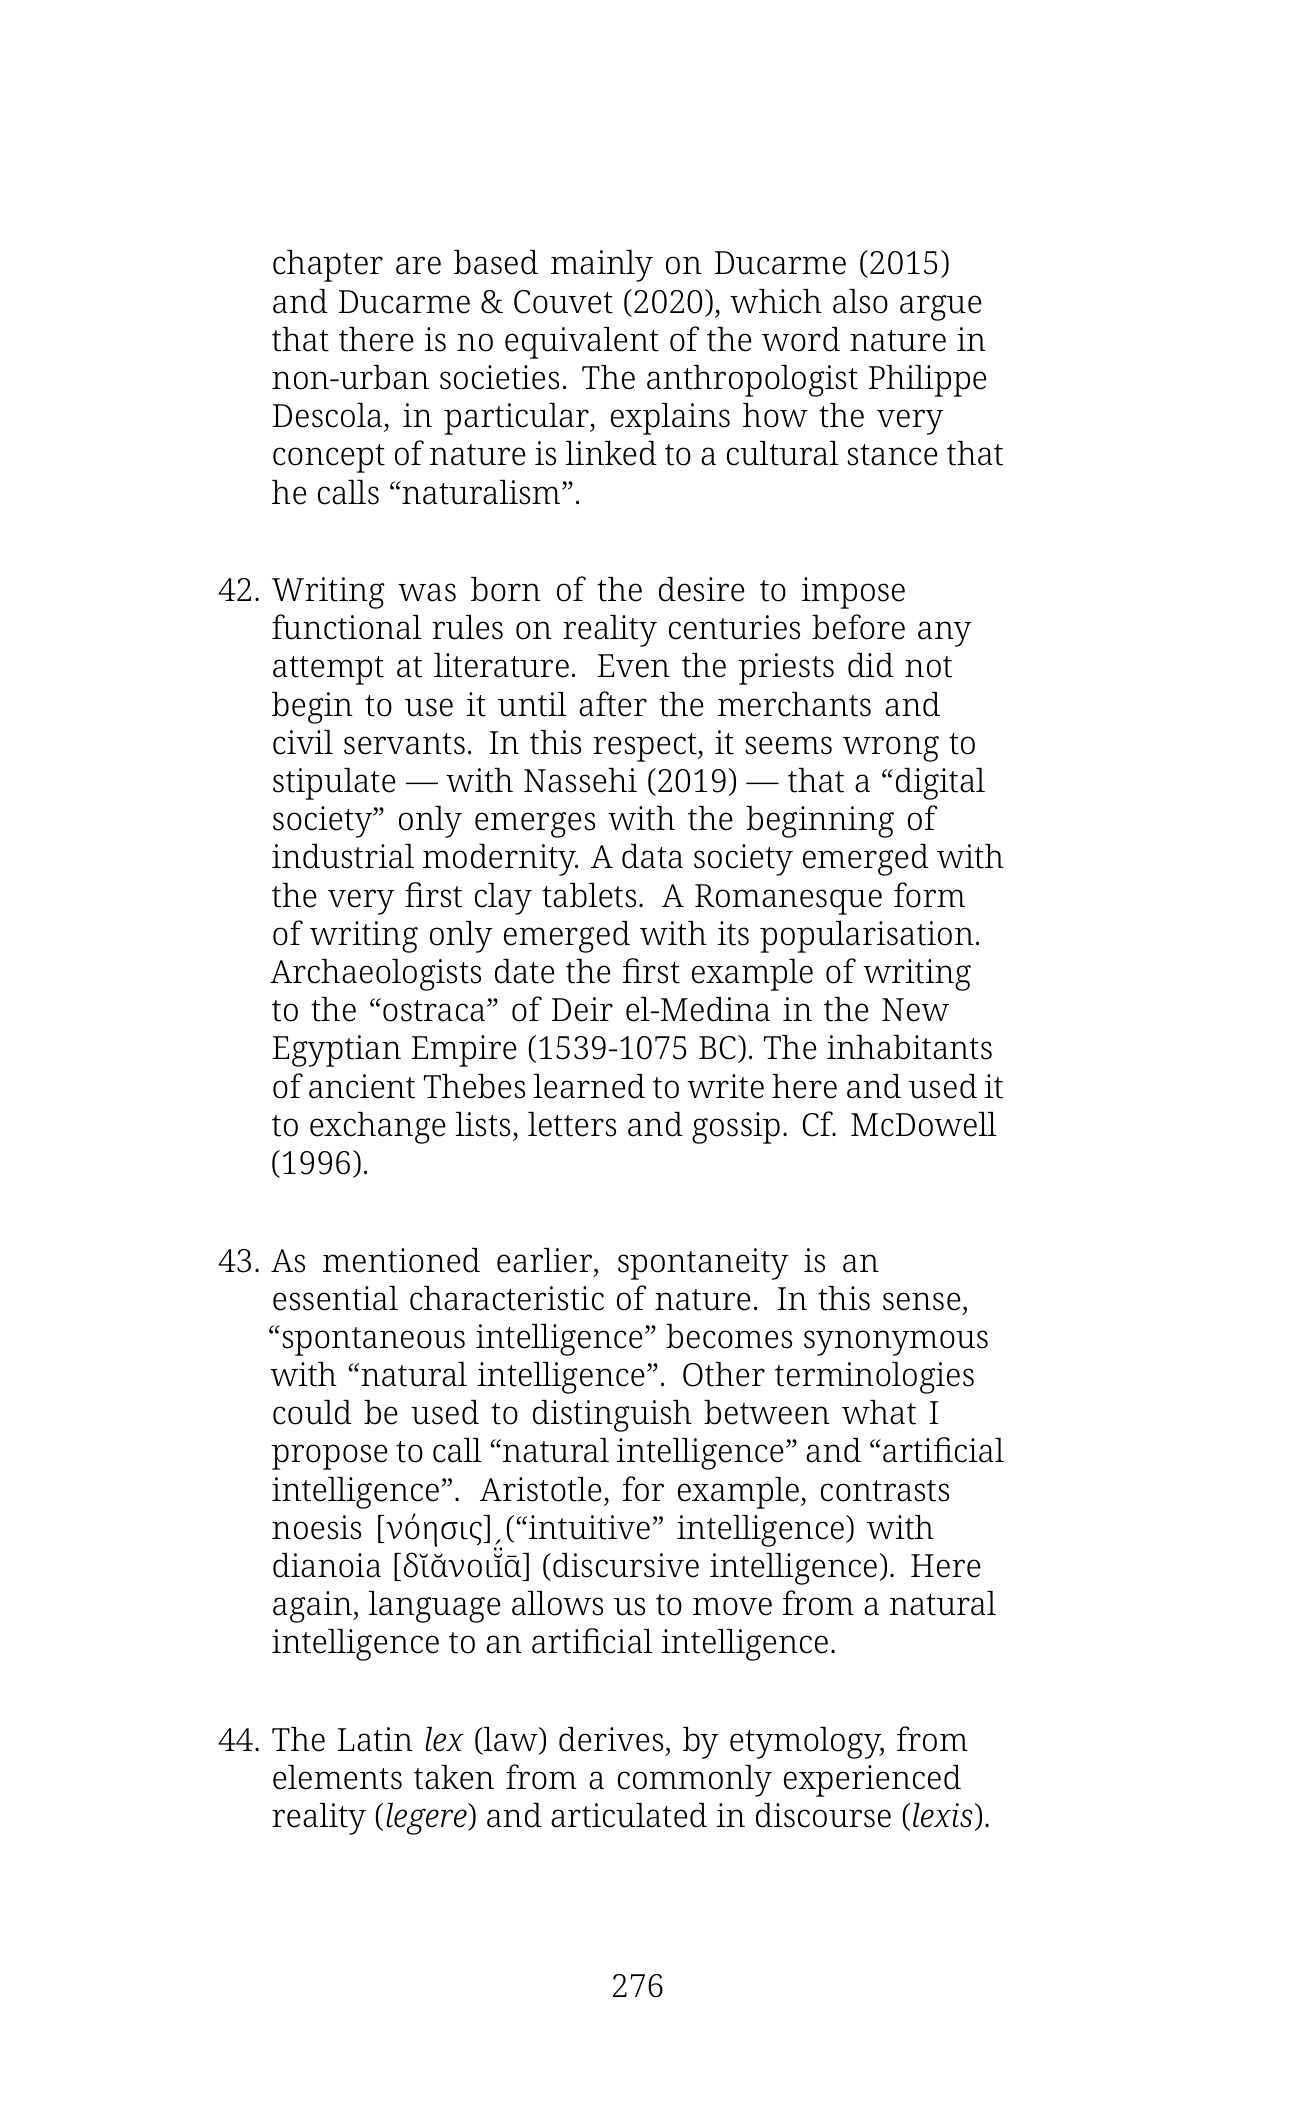 chapter are based mainly on Ducarme (2015)
and Ducarme & Couvet (2020), which also argue
that there is no equivalent of the word nature in
non-urban societies. The anthropologist Philippe
Descola, in particular, explains how the very
concept of nature is linked to a cultural stance that
he calls “naturalism”.
42. Writing was born of the desire to impose
functional rules on reality centuries before any
attempt at literature. Even the priests did not
begin to use it until after the merchants and
civil servants. In this respect, it seems wrong to
stipulate — with Nassehi (2019) — that a “digital
society” only emerges with the beginning of
industrial modernity. A data society emerged with
the very first clay tablets. A Romanesque form
of writing only emerged with its popularisation.
Archaeologists date the first example of writing
to the “ostraca” of Deir el-Medina in the New
Egyptian Empire (1539-1075 BC). The inhabitants
of ancient Thebes learned to write here and used it
to exchange lists, letters and gossip. Cf. McDowell
(1996).
43. As mentioned earlier, spontaneity is an
essential characteristic of nature. In this sense,
“spontaneous intelligence” becomes synonymous
with “natural intelligence”. Other terminologies
could be used to distinguish between what I
propose to call “natural intelligence” and “artificial
intelligence”. Aristotle, for example, contrasts
noesis [νόησις] (“intuitive” intelligence) with
dianoia [δῐᾰνοιῐ̈́ᾱ] (discursive intelligence). Here
again, language allows us to move from a natural
intelligence to an artificial intelligence.
44. The Latin lex (law) derives, by etymology, from
elements taken from a commonly experienced
reality (legere) and articulated in discourse (lexis).
276